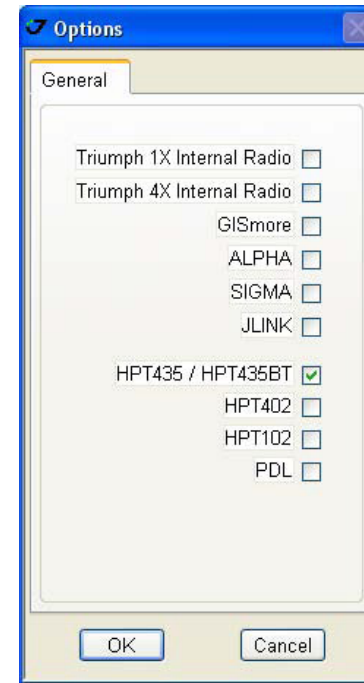 Options
General
Triumph 1X Internal Radio
Triumph 4X Internal Radio
GISmore
ALPHA
SIGMA
JLINK
HPT435 / HPT435BT
HPT402
HPT102
PDL
OK
Cancel